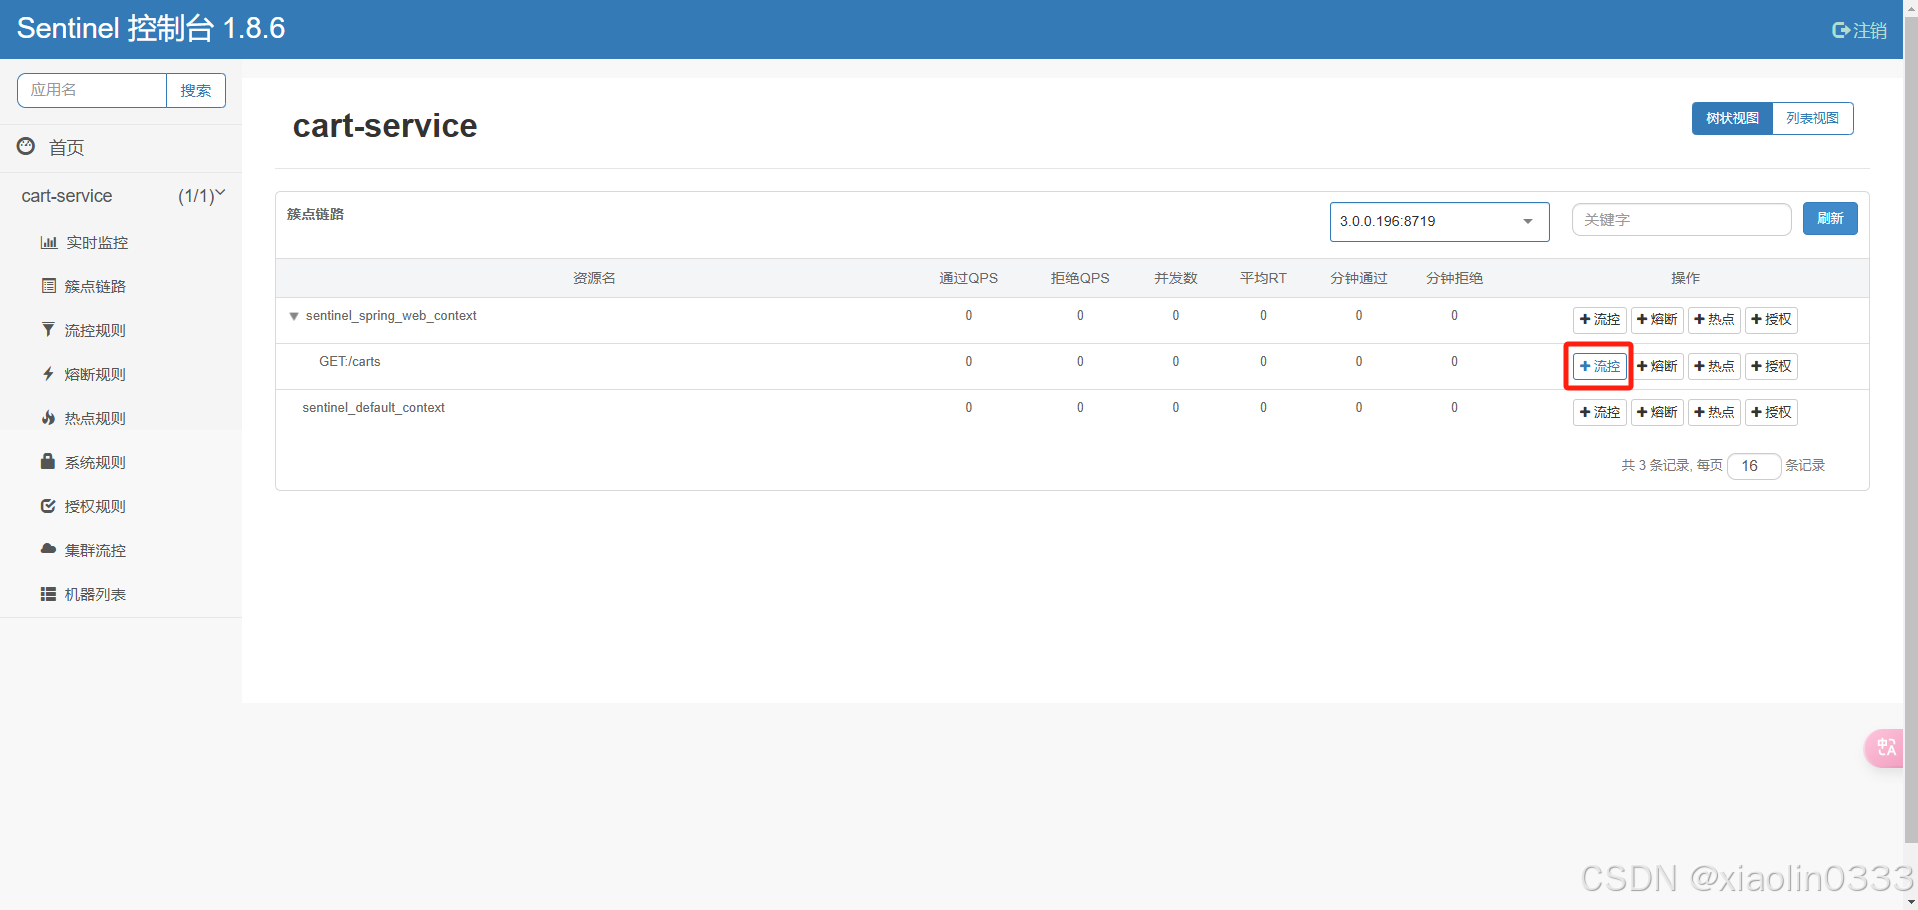 Sentinel 控制台 1.8.6
注销
应用名 搜索
首页
cart-service (1/1)
实时监控
簇点链路
流控规则
熔断规则
热点规则
系统规则
授权规则
集群流控
机器列表
cart-service
树状视图 列表视图
簇点链路 3.0.0.196:8719 关键字 刷新
资源名 通过QPS 拒绝QPS 并发数 平均RT 分钟通过 分钟拒绝 操作
sentinel_spring_web_context 0 0 0 0 0 0 流控 熔断 热点 授权
GET:/carts 0 0 0 0 0 0 流控 熔断 热点 授权
sentinel_default_context 0 0 0 0 0 0 流控 熔断 热点 授权
共 3 条记录, 每页 16 条记录
中A
CSDN @xiaolin0333